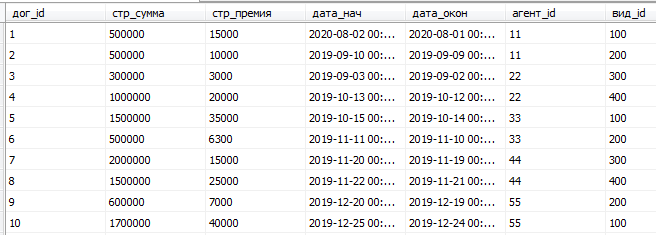 дог_id стр_сумма стр_премия дата_нач дата_окон агент_id вид_id
1 500000 15000 2020-08-02 00:... 2020-08-01 00:... 11 100
2 500000 10000 2019-09-10 00:... 2019-09-09 00:... 11 200
3 300000 3000 2019-09-03 00:... 2019-09-02 00:... 22 300
4 1000000 20000 2019-10-13 00:... 2019-10-12 00:... 22 400
5 1500000 35000 2019-10-15 00:... 2019-10-14 00:... 33 100
6 500000 6300 2019-11-11 00:... 2019-11-10 00:... 33 200
7 2000000 15000 2019-11-20 00:... 2019-11-19 00:... 44 300
8 1500000 25000 2019-11-22 00:... 2019-11-21 00:... 44 400
9 600000 7000 2019-12-20 00:... 2019-12-19 00:... 55 200
10 1700000 40000 2019-12-25 00:... 2019-12-24 00:... 55 100